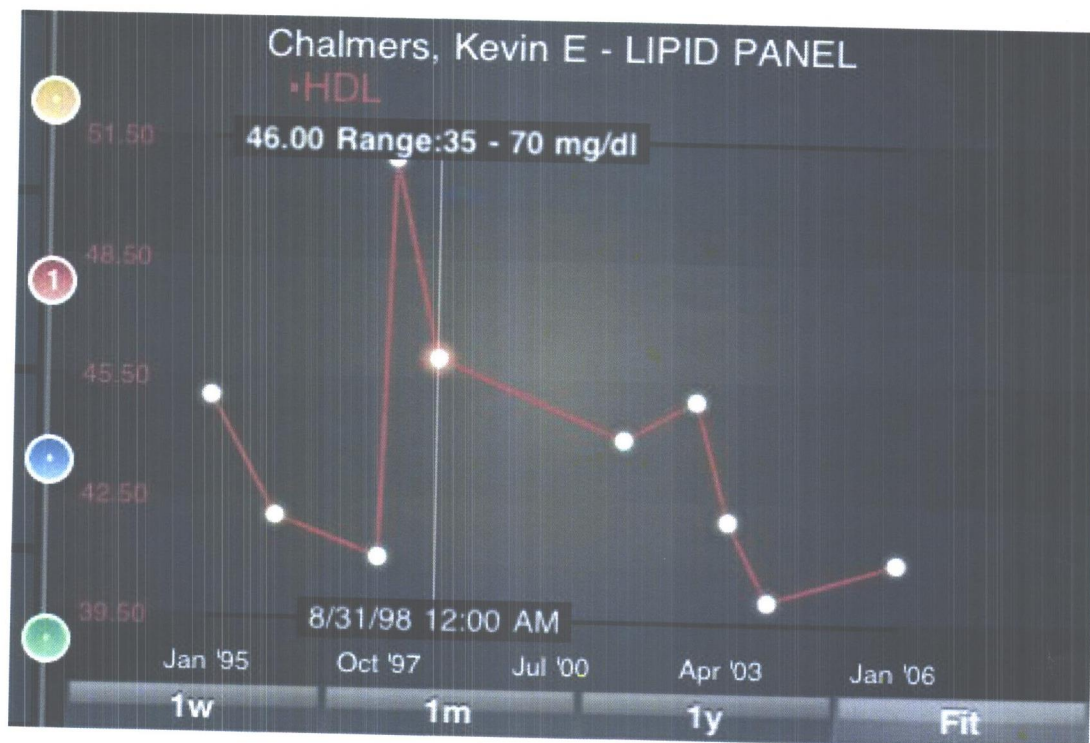 Chalmers, Kevin E - LIPID PANEL
HDL
51.50
46.00 Range:35 - 70 mg/dl
48.50
1
45.50
42.50
39.50
8/31/98 12:00 AM
Jan '95 Oct '97 Jul '00 Apr '03 Jan '06
1w 1m 1y Fit